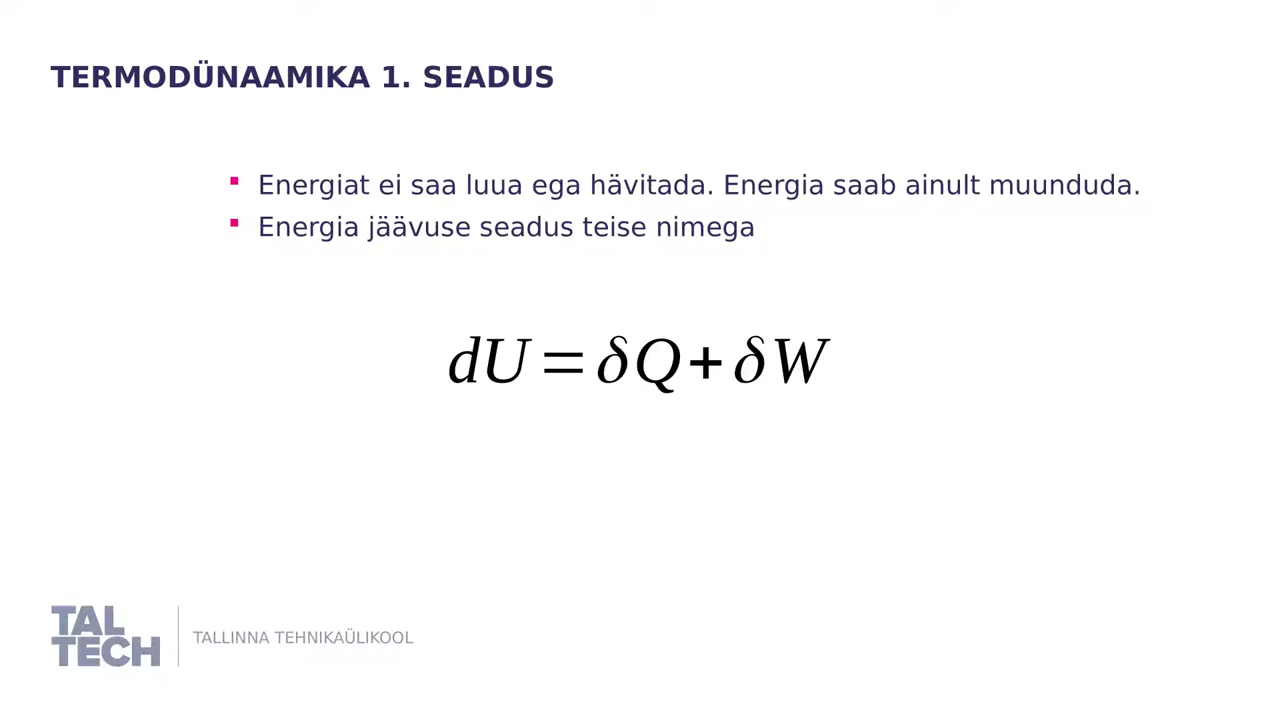 TERMODÜNAAMIKA 1. SEADUS
▪ Energiat ei saa luua ega hävitada. Energia saab ainult muunduda.
▪ Energia jäävuse seadus teise nimega
dU = δQ + δW
TAL
TECH
TALLINNA TEHNIKAÜLIKOOL